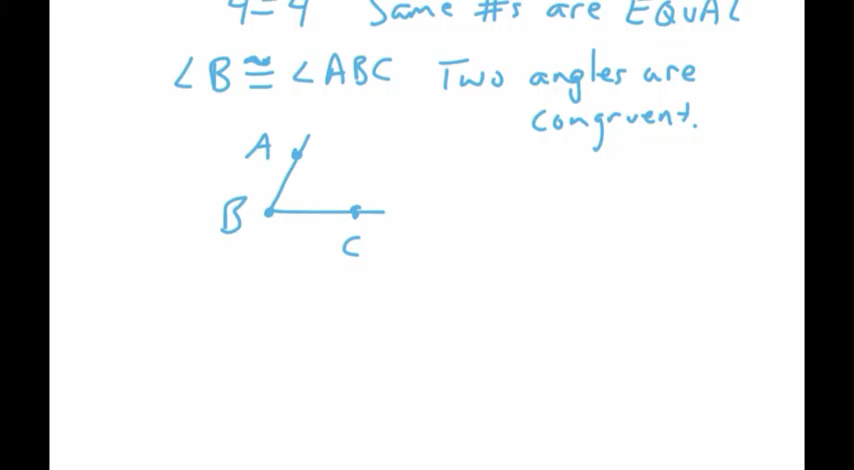 4=4 Same #s are EQUAL
∠B≅∠ABC Two angles are
congruent.
A
B
C